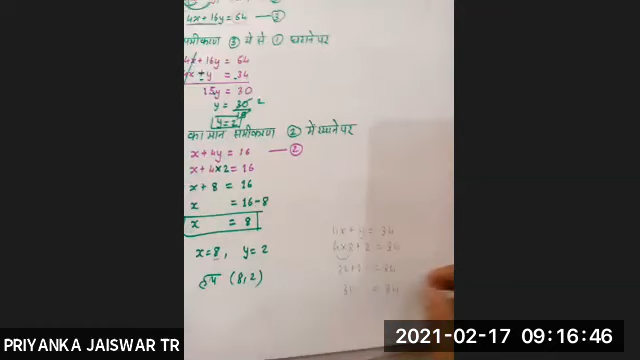 4x+16y = 64 — ③
समीकरण ③ में से ① घटाने पर
4x+16y = 64
4x ± y = 34
15y = 30
y = 30 2
15
y = 2
का मान समीकरण ② में रखने पर
x + 4y = 16 — ②
x + 4×2 = 16
x + 8 = 16
x = 16-8
x = 8
x=8, y=2
हल (8,2)
4x + y = 34
4×8 + 2 = 34
32+2 = 34
34 = 34
PRIYANKA JAISWAR TR
2021-02-17 09:16:46